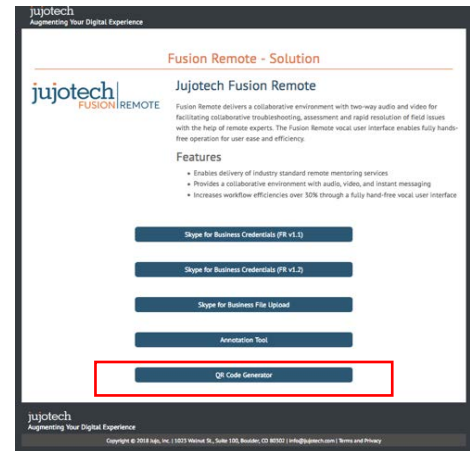 jujotech
Augmenting Your Digital Experience
Fusion Remote - Solution
jujotech
FUSION REMOTE
Jujotech Fusion Remote
Fusion Remote delivers a collaborative environment with two-way audio and video for
facilitating collaborative troubleshooting, assessment and rapid resolution of field issues
with the help of remote experts. The Fusion Remote vocal user interface enables fully hands-
free operation for user ease and efficiency.
Features
• Enables delivery of industry standard remote mentoring services
• Provides a collaborative environment with audio, video, and instant messaging
• Increases workflow efficiencies over 30% through a fully hand-free vocal user interface
Skype for Business Credentials (FR v1.1)
Skype for Business Credentials (FR v1.2)
Skype for Business File Upload
Annotation Tool
QR Code Generator
jujotech
Augmenting Your Digital Experience
Copyright © 2018 Jujo, Inc. | 1023 Walnut St., Suite 100, Boulder, CO 80302 | info@jujotech.com | Terms and Privacy